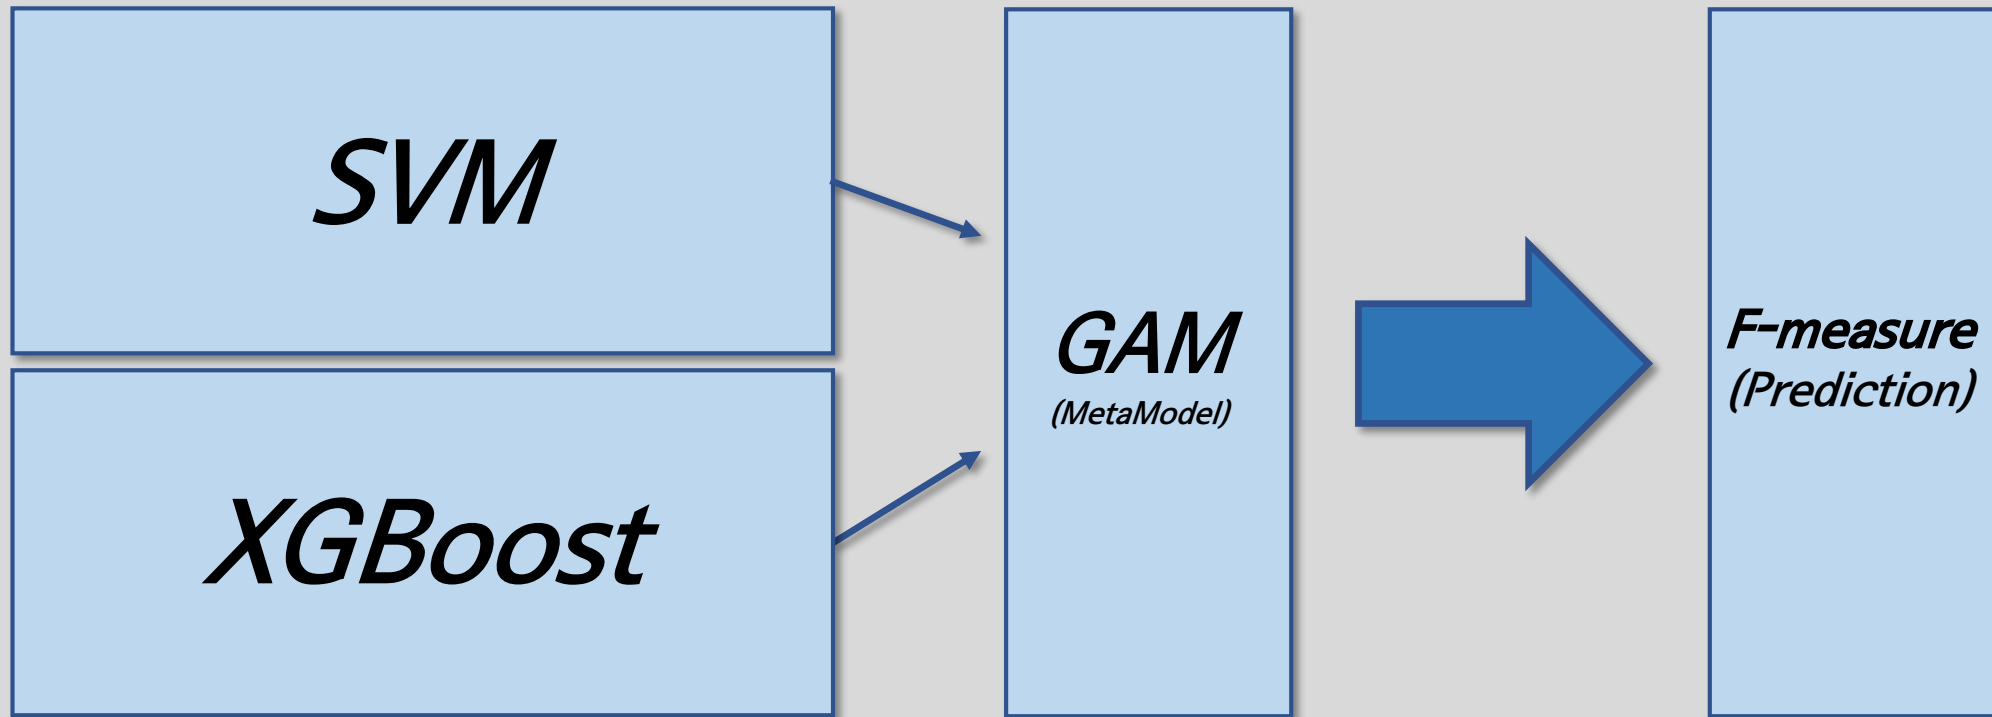 SVM
XGBoost
GAM
(MetaModel)
F-measure
(Prediction)